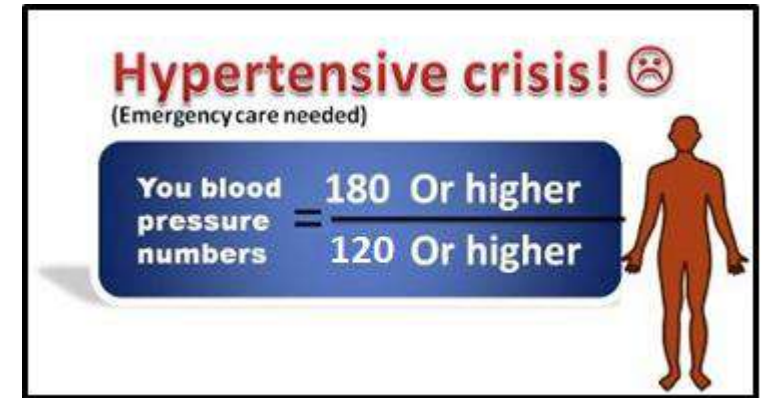 Hypertensive crisis! ☹
(Emergency care needed)
You blood
pressure
numbers
=
180 Or higher
120 Or higher